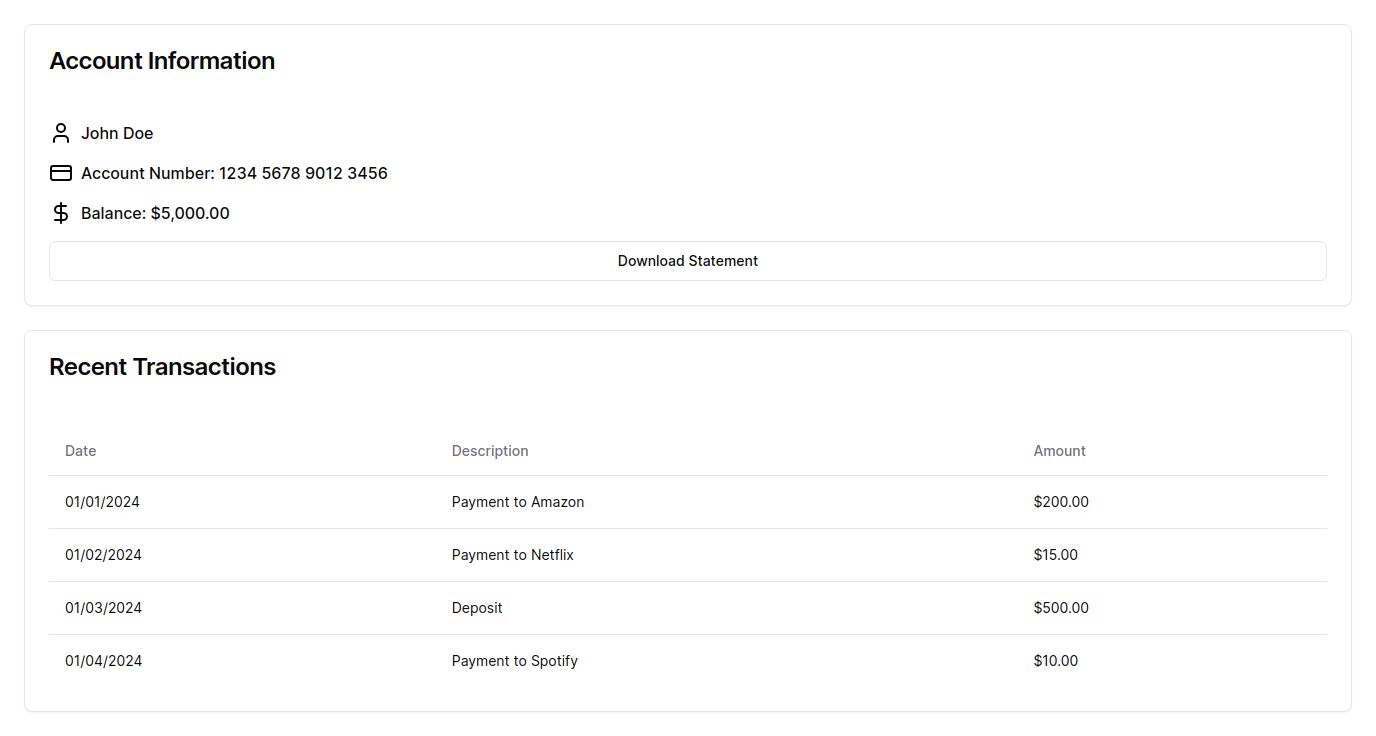 Account Information
John Doe
Account Number: 1234 5678 9012 3456
Balance: $5,000.00
Download Statement
Recent Transactions
Date Description Amount
01/01/2024 Payment to Amazon $200.00
01/02/2024 Payment to Netflix $15.00
01/03/2024 Deposit $500.00
01/04/2024 Payment to Spotify $10.00